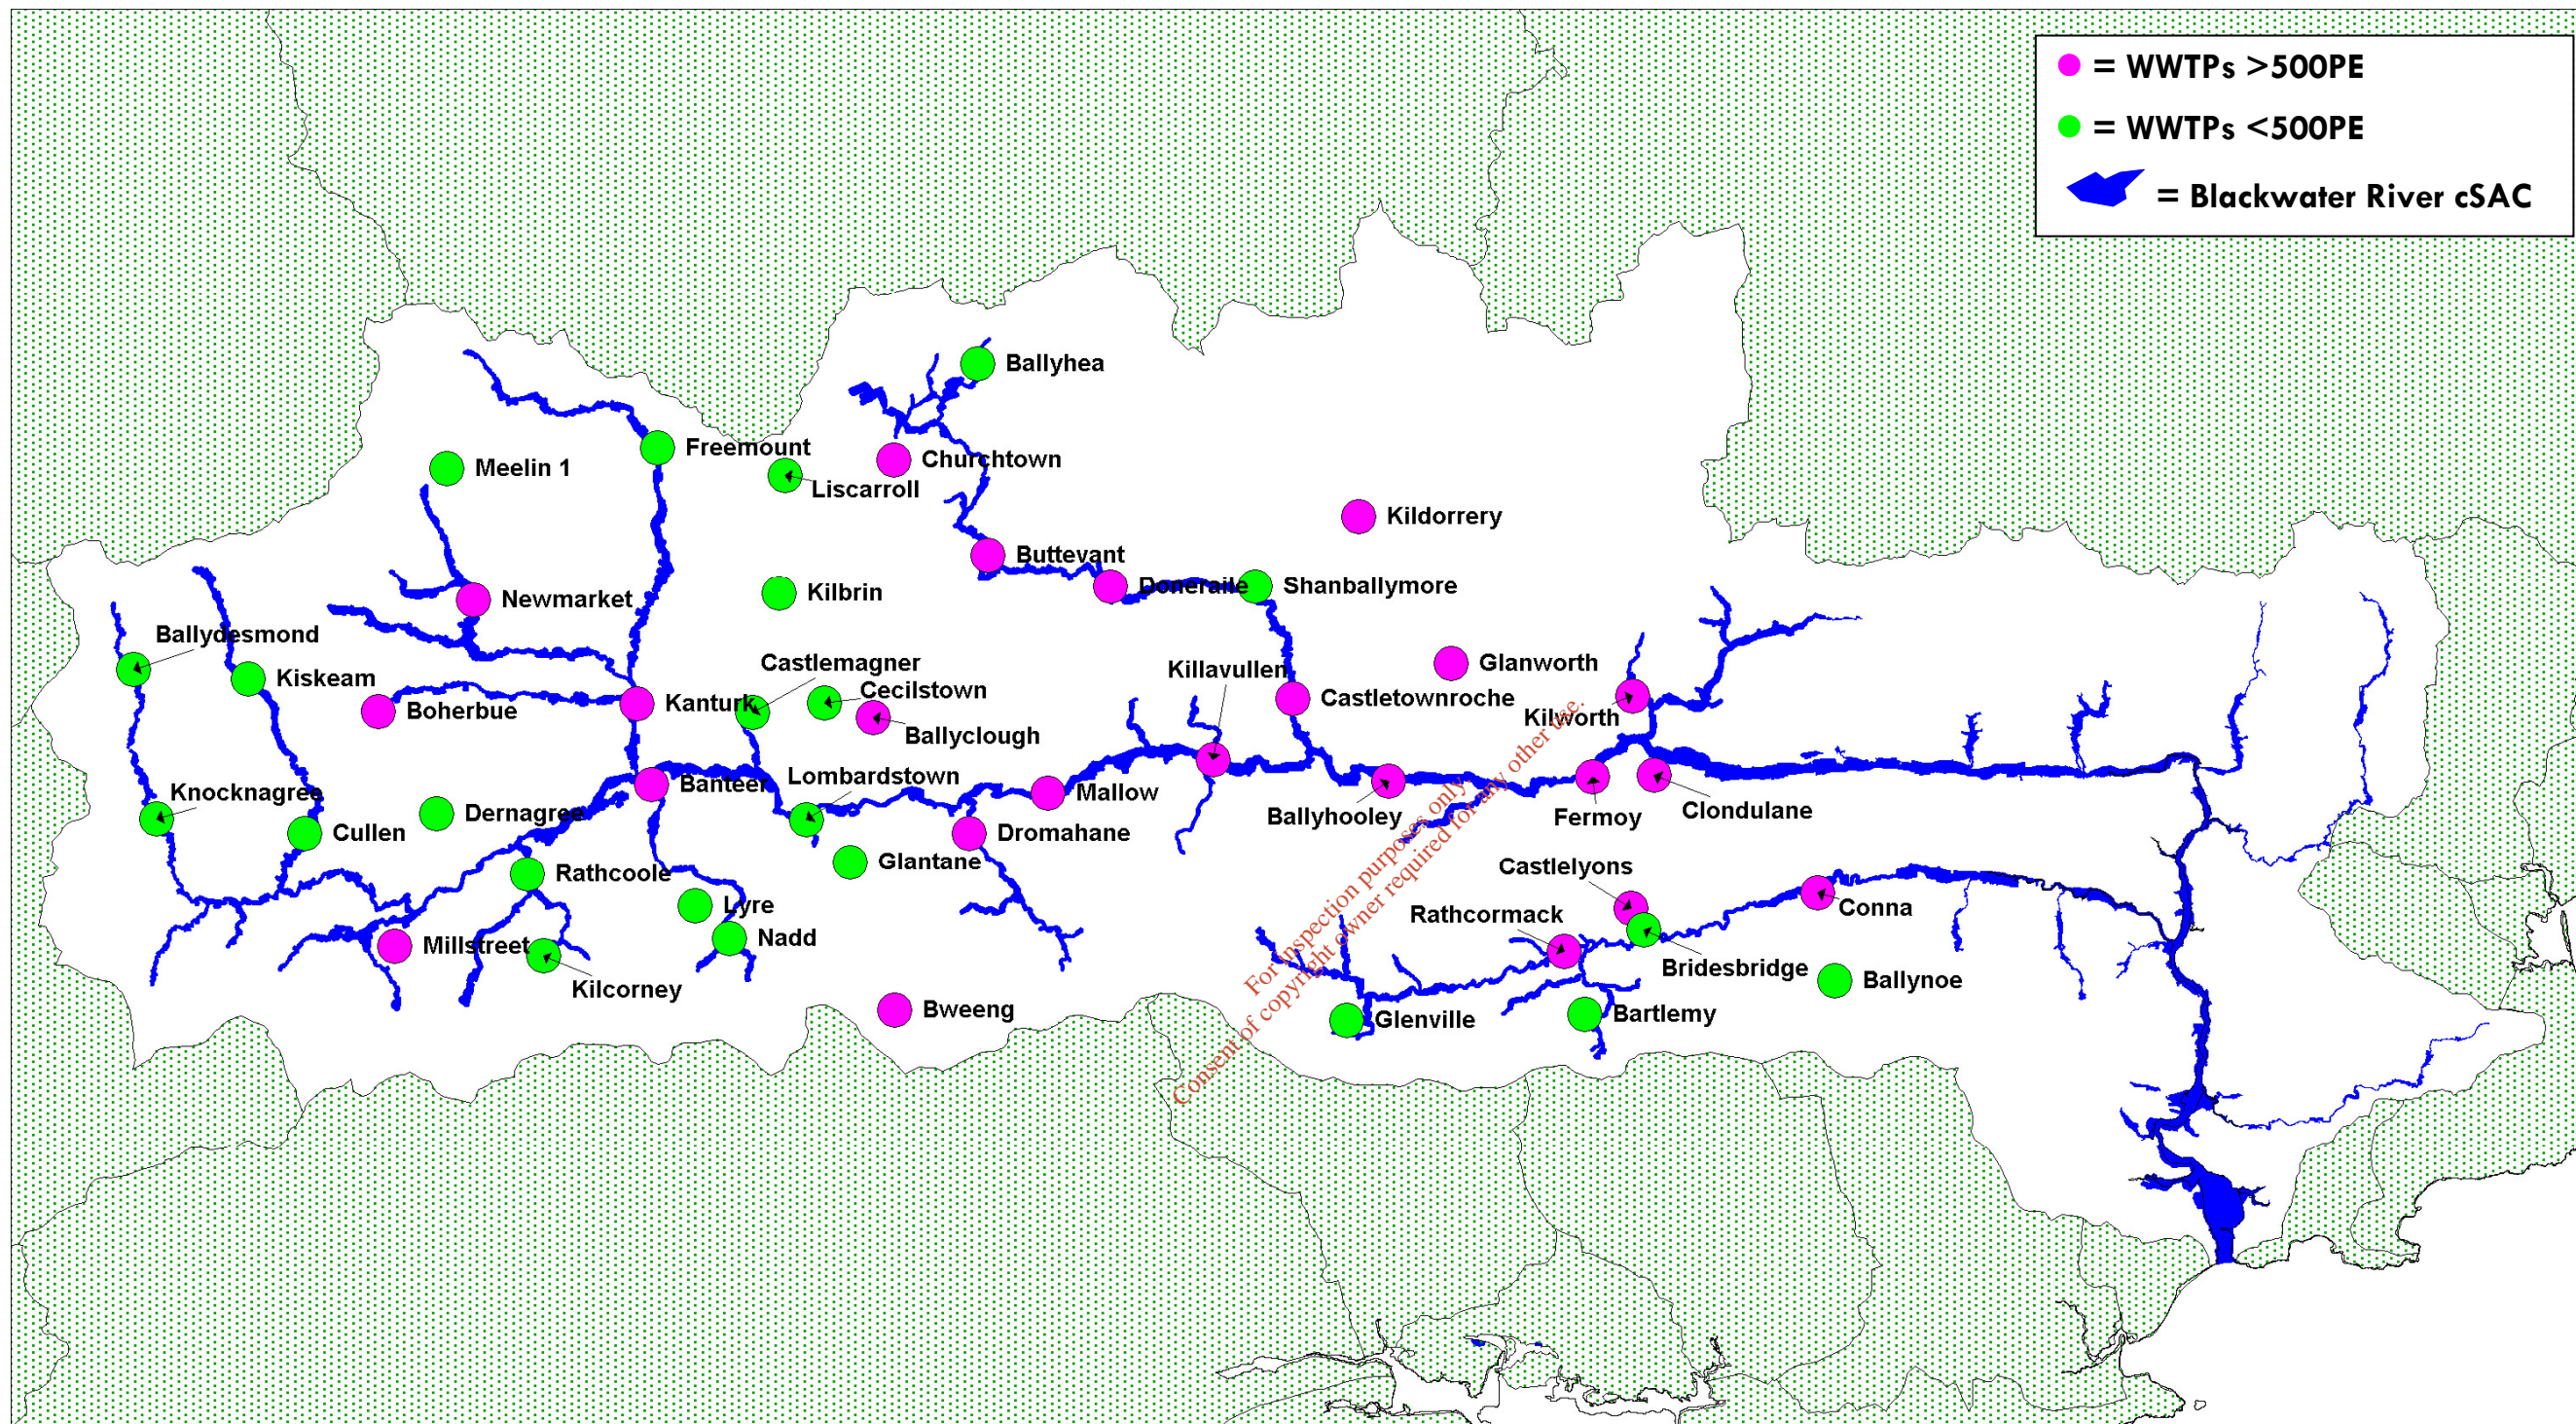 = WWTPs >500PE
= WWTPs <500PE
= Blackwater River cSAC
Ballyhea
Freemount
Churchtown
Meelin 1
Liscarroll
Kildorrery
Buttevant
Doneraile
Shanballymore
Kilbrin
Newmarket
Ballydesmond
Castlemagner
Killavullen
Glanworth
Kiskeam
Cecilstown
Castletownroche
Kanturk
Boherbue
Kilworth
Ballyclough
Lombardstown
Banteer
Knocknagree
Mallow
Clondulane
Dernagree
Ballyhooley
Fermoy
Cullen
Dromahane
Glantane
Castlelyons
Rathcoole
Lyre
Conna
Rathcormack
Nadd
Millstreet
Bridesbridge
Ballynoe
Kilcorney
Bweeng
Bartlemy
Glenville
For inspection purposes only.
Consent of copyright owner required for any other use.